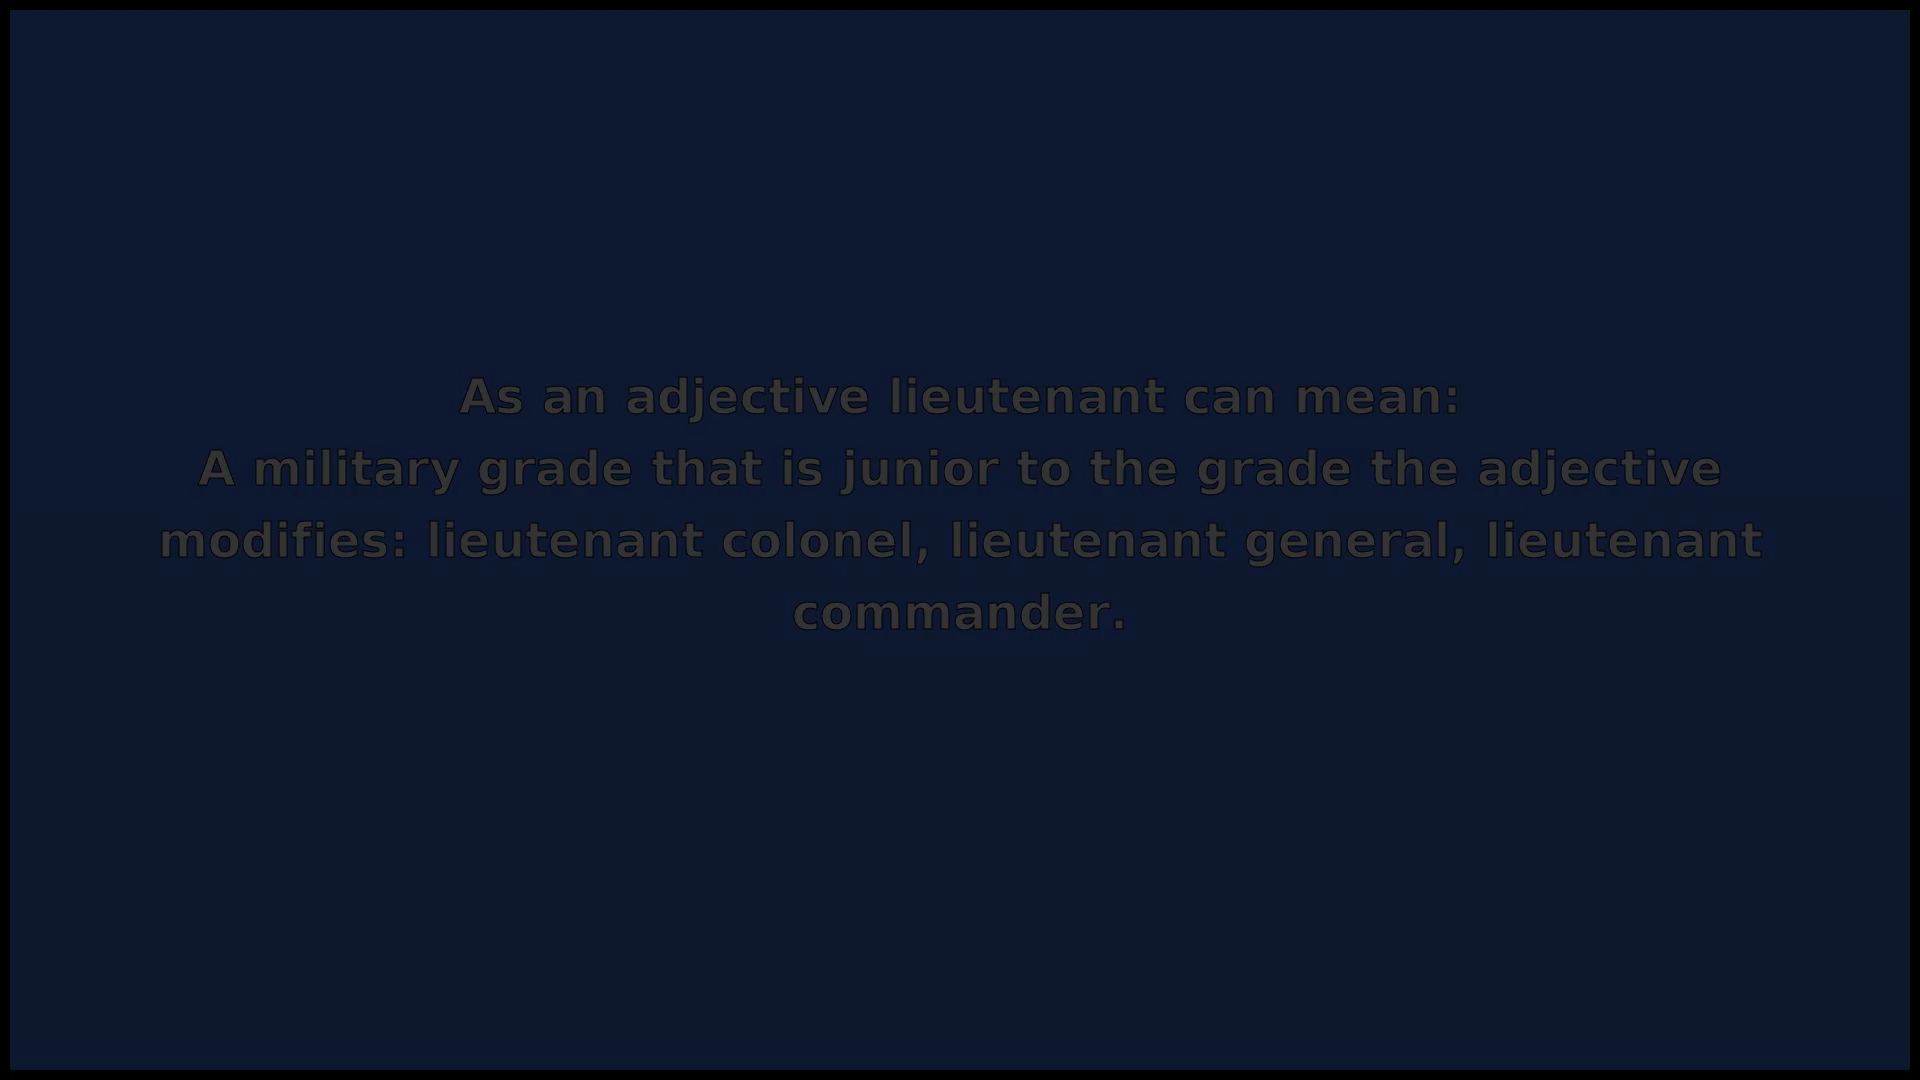 As an adjective lieutenant can mean:
A military grade that is junior to the grade the adjective
modifies: lieutenant colonel, lieutenant general, lieutenant
commander.